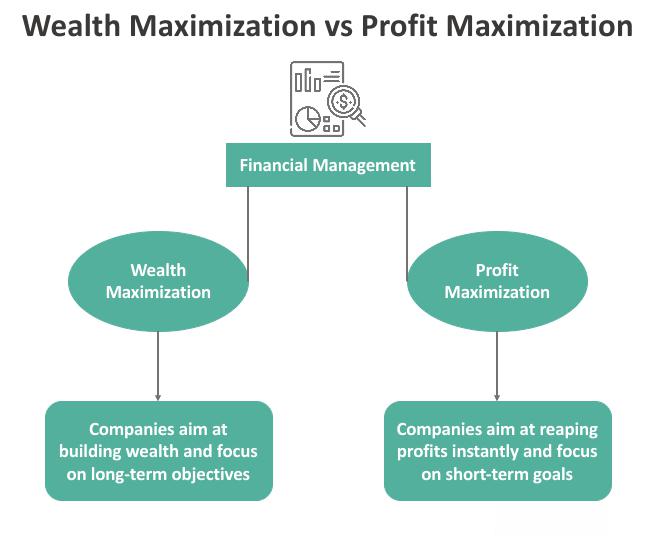 Wealth Maximization vs Profit Maximization
$
Financial Management
Wealth
Maximization
Profit
Maximization
Companies aim at
building wealth and focus
on long-term objectives
Companies aim at reaping
profits instantly and focus
on short-term goals